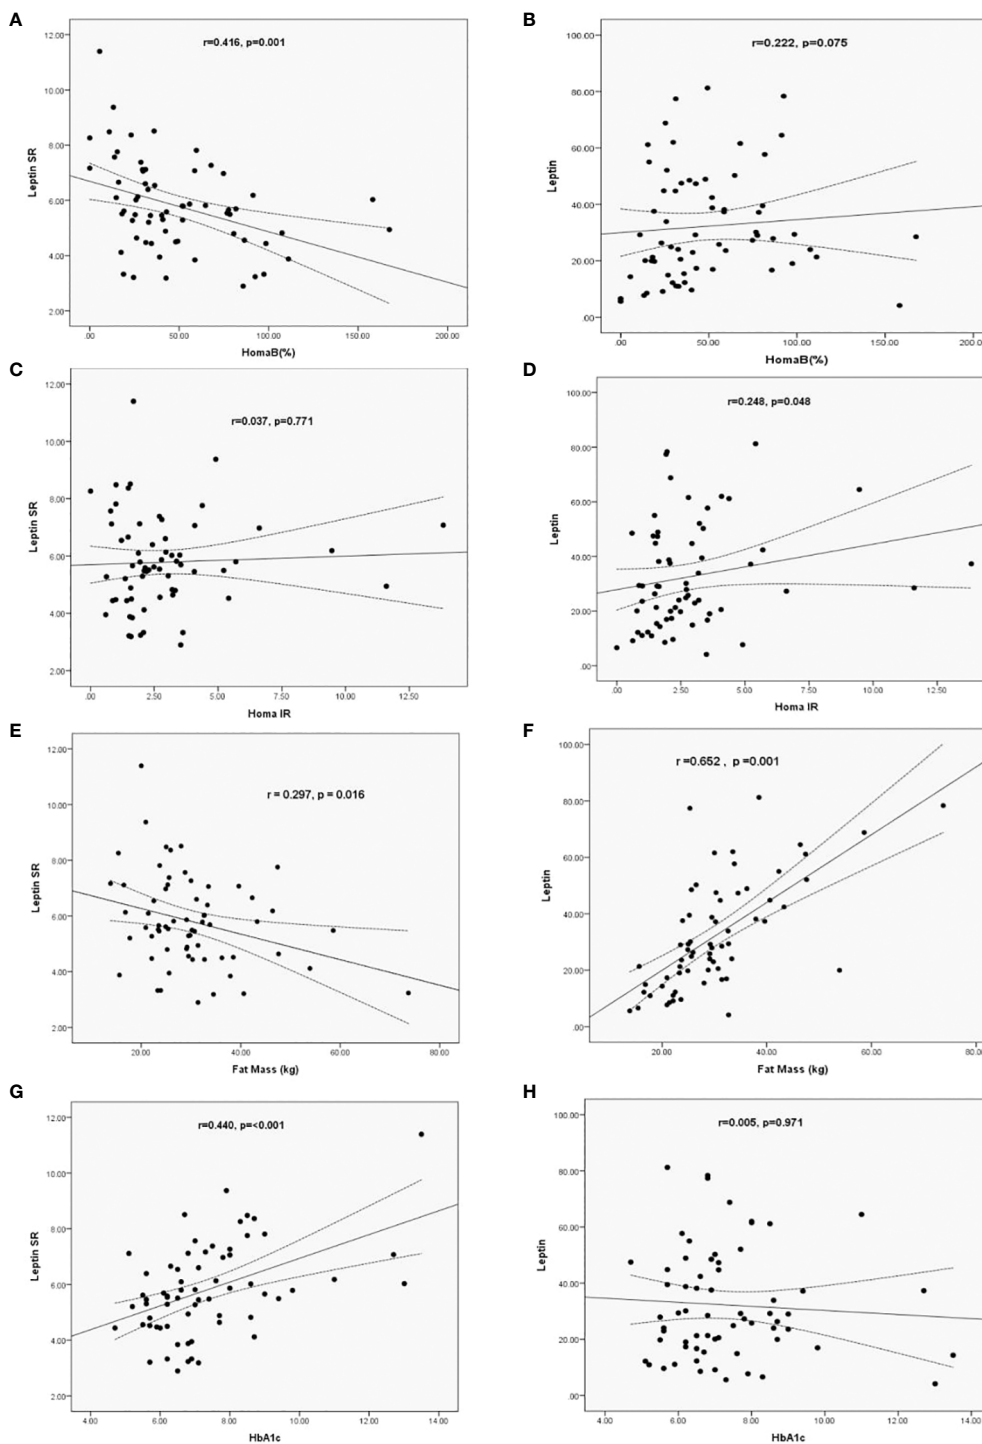 A
r=0.416, p=0.001
12.00
10.00
8.00
6.00
4.00
2.00
Leptin SR
.00 50.00 100.00 150.00 200.00
HomaB(%)
B
r=0.222, p=0.075
100.00
80.00
60.00
40.00
20.00
.00
Leptin
.00 50.00 100.00 150.00 200.0
HomaB(%)
C
r=0.037, p=0.771
12.00
10.00
8.00
6.00
4.00
2.00
Leptin SR
.00 2.50 5.00 7.50 10.00 12.50
Homa IR
D
r=0.248, p=0.048
100.00
80.00
60.00
40.00
20.00
.00
Leptin
.00 2.50 5.00 7.50 10.00 12.50
Homa IR
E
r = 0.297, p = 0.016
12.00
10.00
8.00
6.00
4.00
2.00
Leptin SR
20.00 40.00 60.00 80.00
Fat Mass (kg)
F
r =0.652 , p =0.001
100.00
80.00
60.00
40.00
20.00
.00
Leptin
20.00 40.00 60.00 80.00
Fat Mass (kg)
G
r=0.440, p=<0.001
12.00
10.00
8.00
6.00
4.00
2.00
Leptin SR
4.00 6.00 8.00 10.00 12.00 14.00
HbA1c
H
r=0.005, p=0.971
100.00
80.00
60.00
40.00
20.00
.00
Leptin
4.00 6.00 8.00 10.00 12.00 14.00
HbA1c